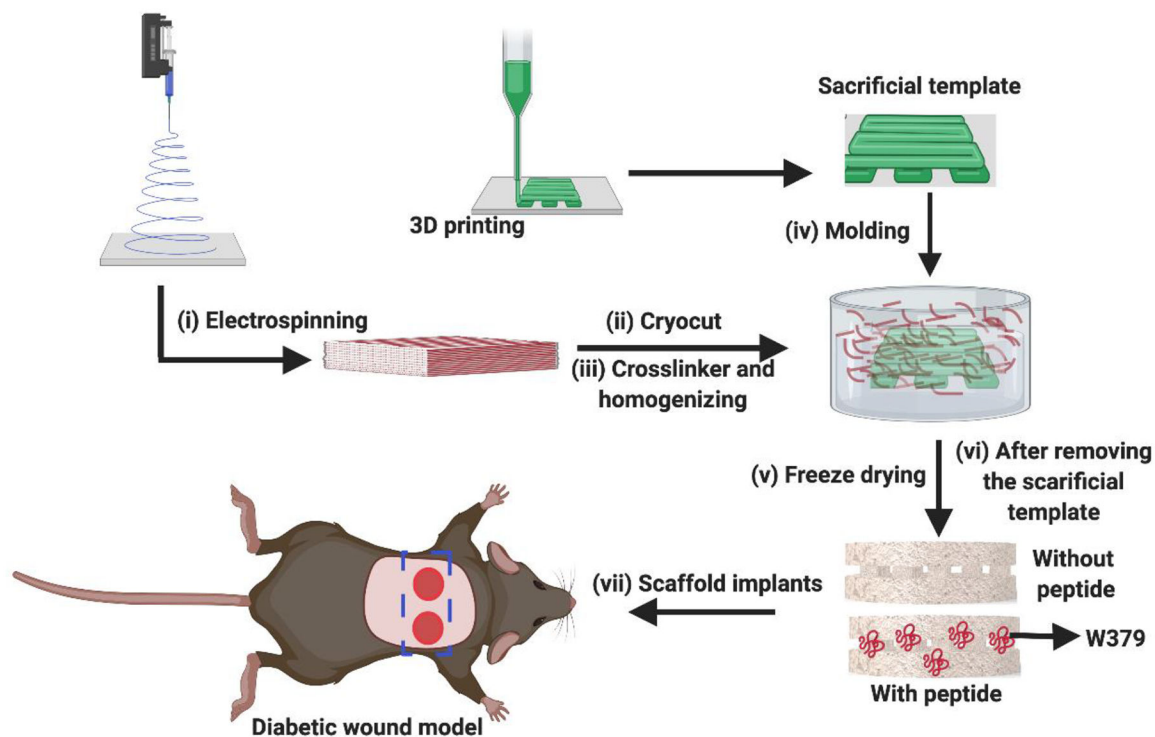 Sacrificial template
3D printing
(iv) Molding
(i) Electrospinning
(ii) Cryocut
(iii) Crosslinker and
homogenizing
(v) Freeze drying
(vi) After removing
the scarificial
template
Without
peptide
(vii) Scaffold implants
W379
With peptide
Diabetic wound model